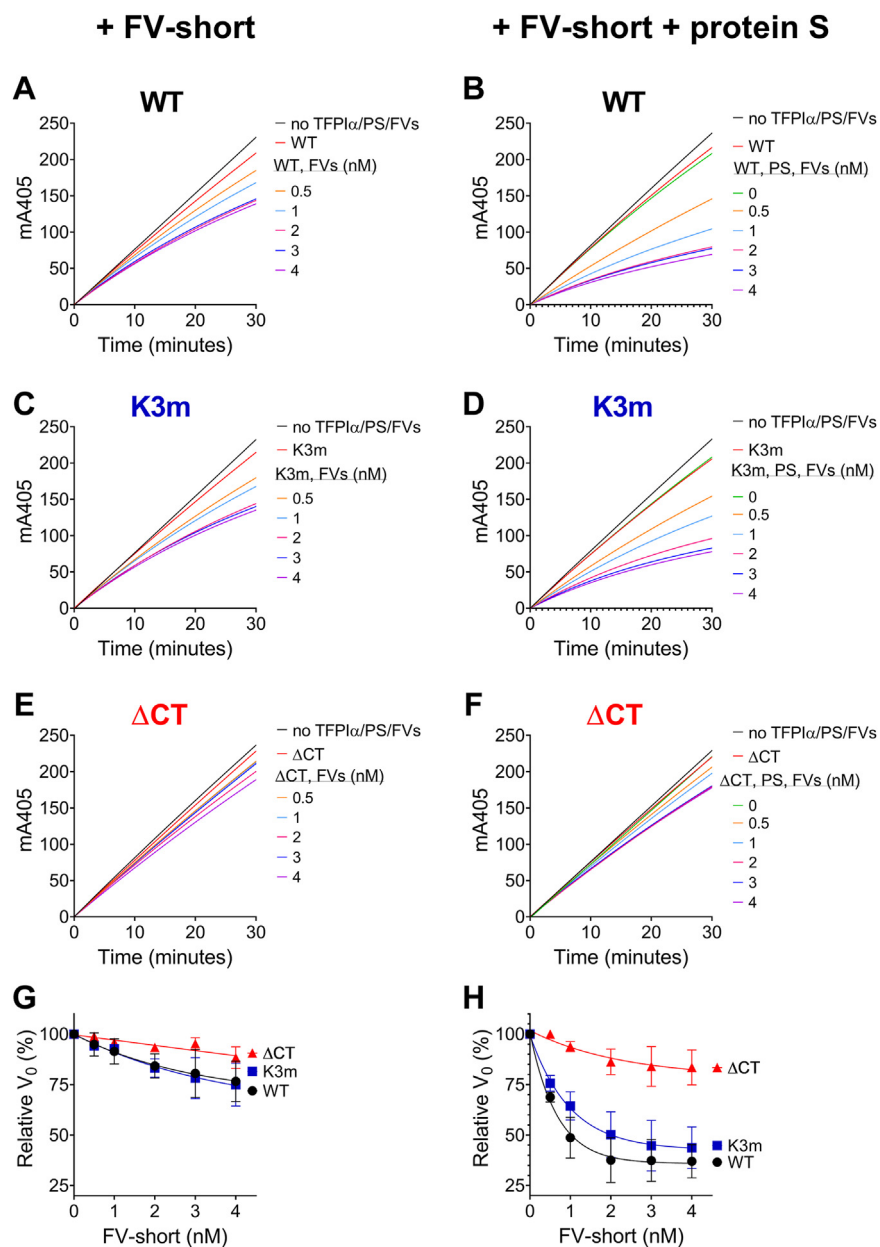 + FV-short
+ FV-short + protein S
A
WT
250
200
150
100
50
0
mA405
0
10
20
30
Time (minutes)
no TFPIα/PS/FVs
WT
WT, FVs (nM)
0.5
1
2
3
4
B
WT
250
200
150
100
50
0
mA405
0
10
20
30
Time (minutes)
no TFPIα/PS/FVs
WT
WT, PS, FVs (nM)
0
0.5
1
2
3
4
C
K3m
250
200
150
100
50
0
mA405
0
10
20
30
Time (minutes)
no TFPIα/PS/FVs
K3m
K3m, FVs (nM)
0.5
1
2
3
4
D
K3m
250
200
150
100
50
0
mA405
0
10
20
30
Time (minutes)
no TFPIα/PS/FVs
K3m
K3m, PS, FVs (nM)
0
0.5
1
2
3
4
E
ΔCT
250
200
150
100
50
0
mA405
0
10
20
30
Time (minutes)
no TFPIα/PS/FVs
ΔCT
ΔCT, FVs (nM)
0.5
1
2
3
4
F
ΔCT
250
200
150
100
50
0
mA405
0
10
20
30
Time (minutes)
no TFPIα/PS/FVs
ΔCT
ΔCT, PS, FVs (nM)
0
0.5
1
2
3
4
G
100
75
50
25
Relative V0 (%)
0
1
2
3
4
FV-short (nM)
ΔCT
K3m
WT
H
100
75
50
25
Relative V0 (%)
0
1
2
3
4
FV-short (nM)
ΔCT
K3m
WT